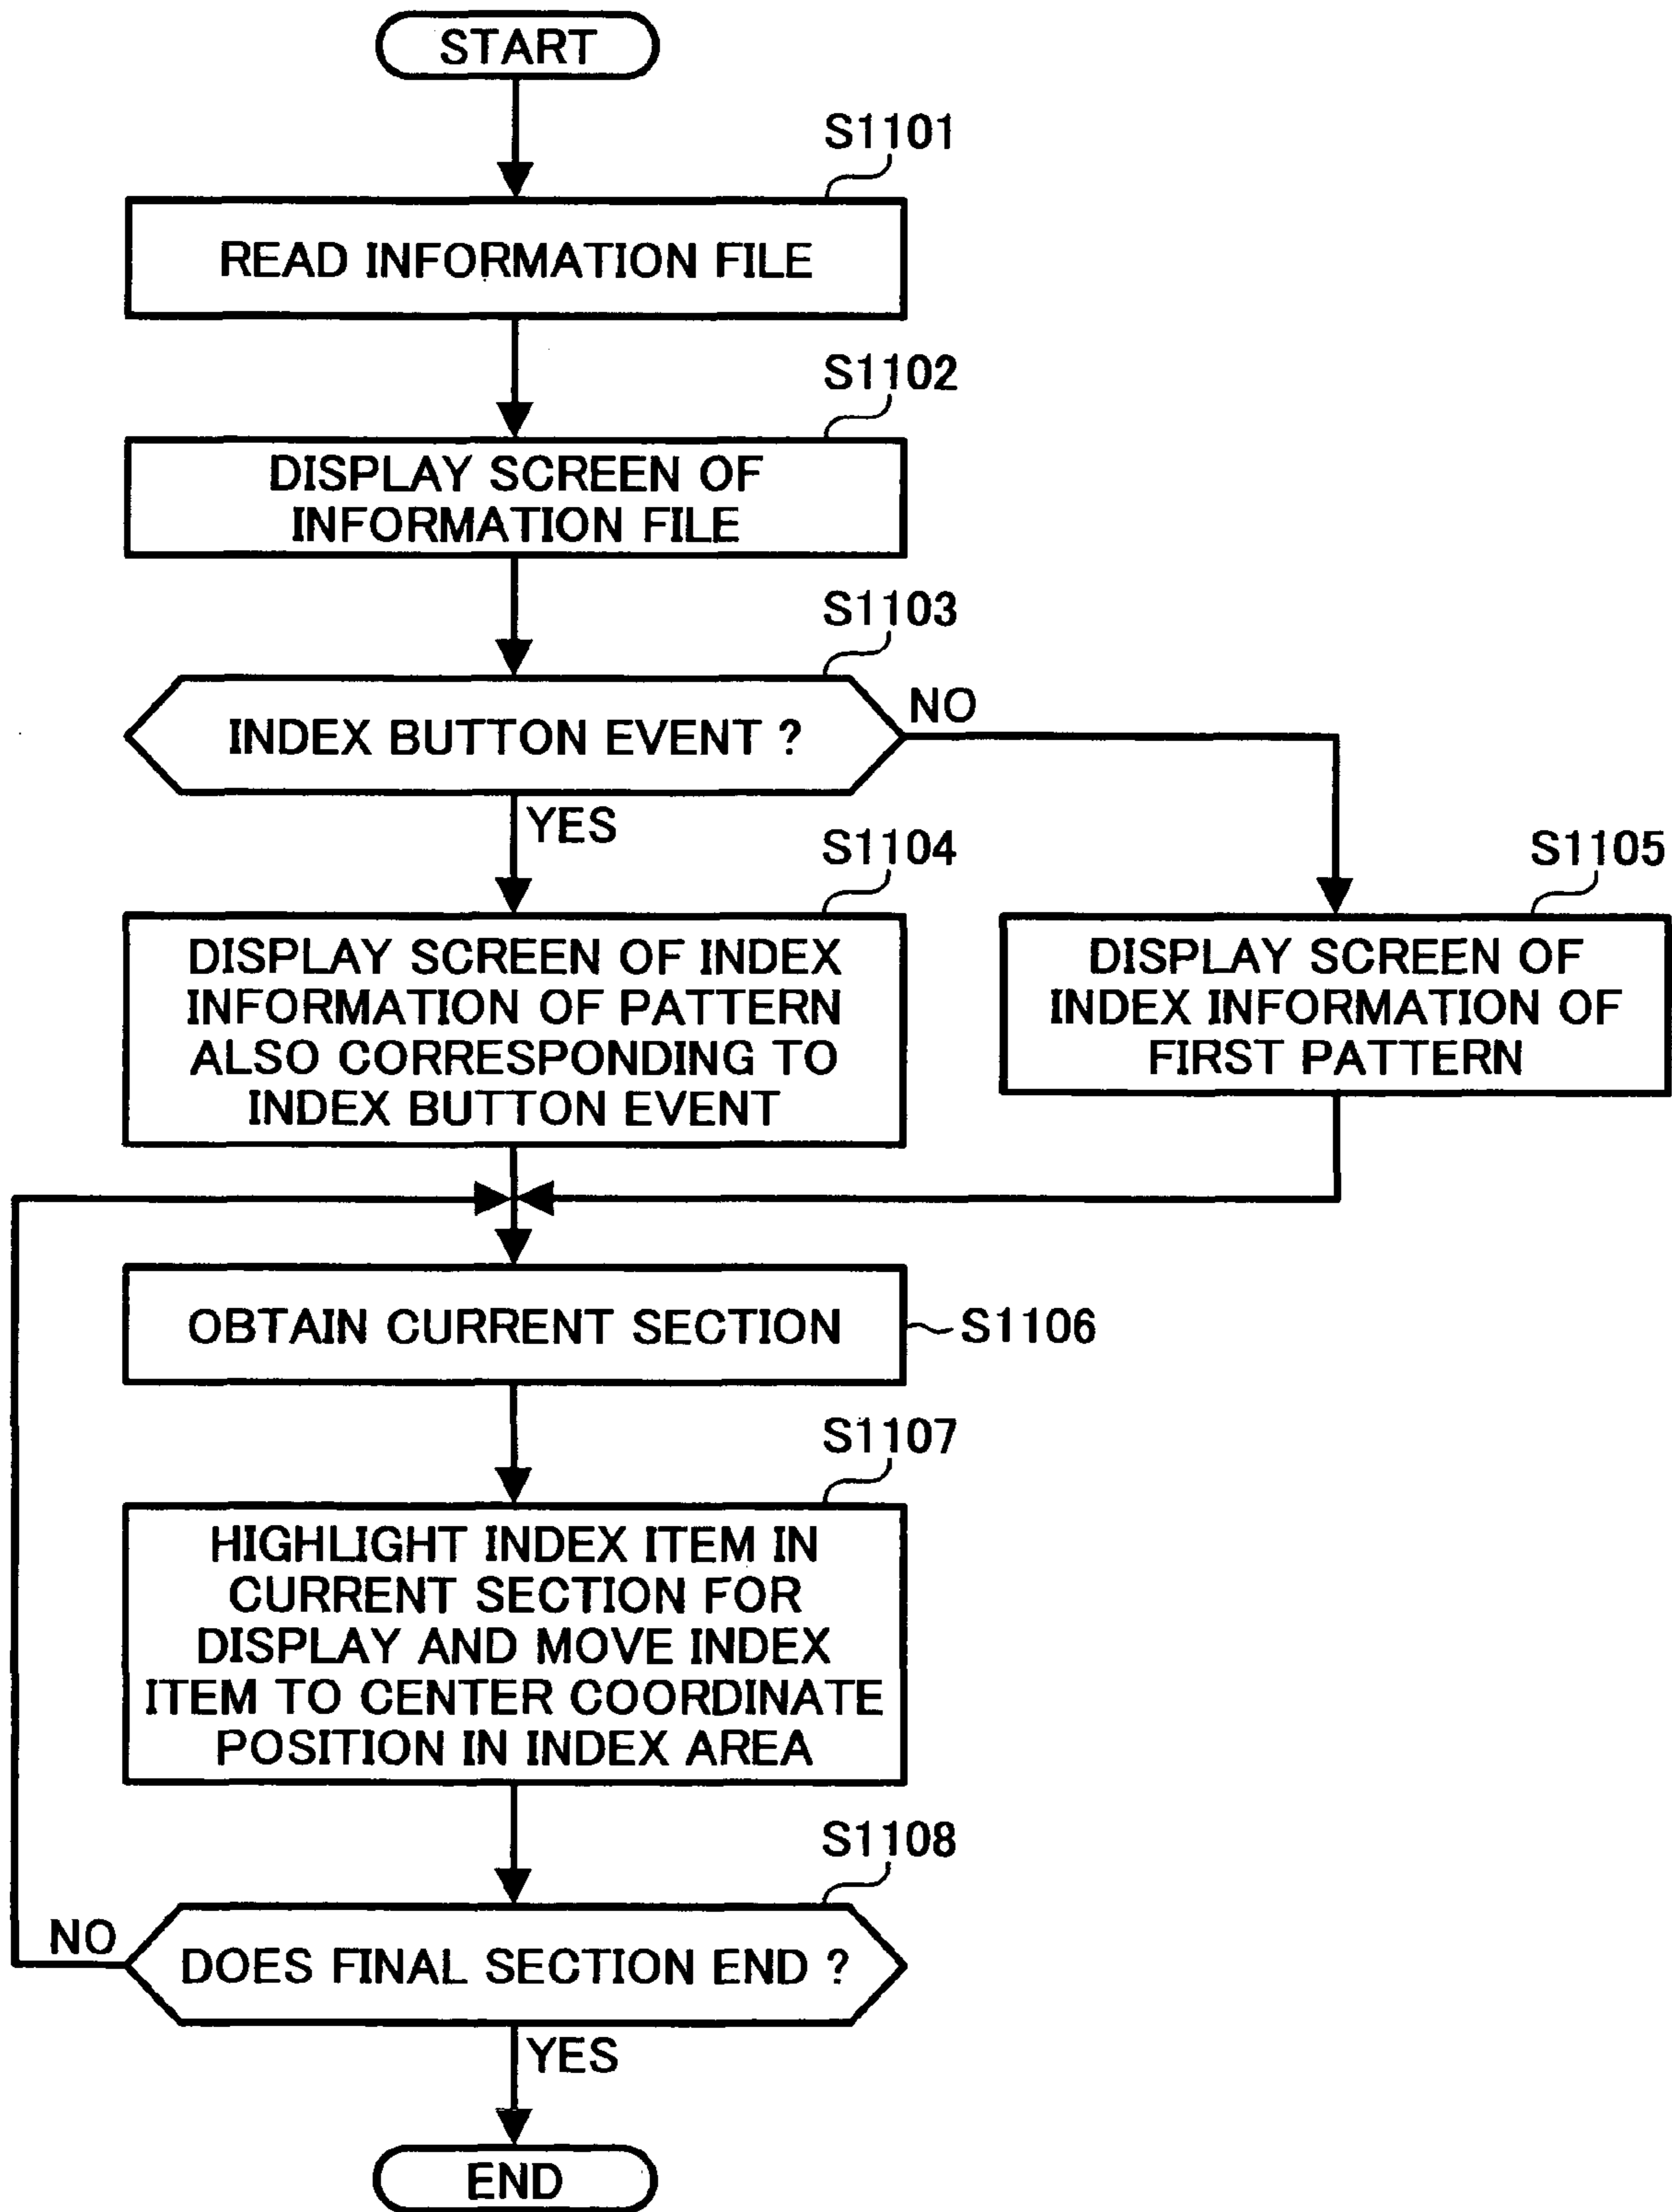 START
S1101
READ INFORMATION FILE
S1102
DISPLAY SCREEN OF
INFORMATION FILE
S1103
INDEX BUTTON EVENT ?
NO
YES
S1104
DISPLAY SCREEN OF INDEX
INFORMATION OF PATTERN
ALSO CORRESPONDING TO
INDEX BUTTON EVENT
S1105
DISPLAY SCREEN OF
INDEX INFORMATION OF
FIRST PATTERN
OBTAIN CURRENT SECTION
S1106
S1107
HIGHLIGHT INDEX ITEM IN
CURRENT SECTION FOR
DISPLAY AND MOVE INDEX
ITEM TO CENTER COORDINATE
POSITION IN INDEX AREA
S1108
NO
DOES FINAL SECTION END ?
YES
END